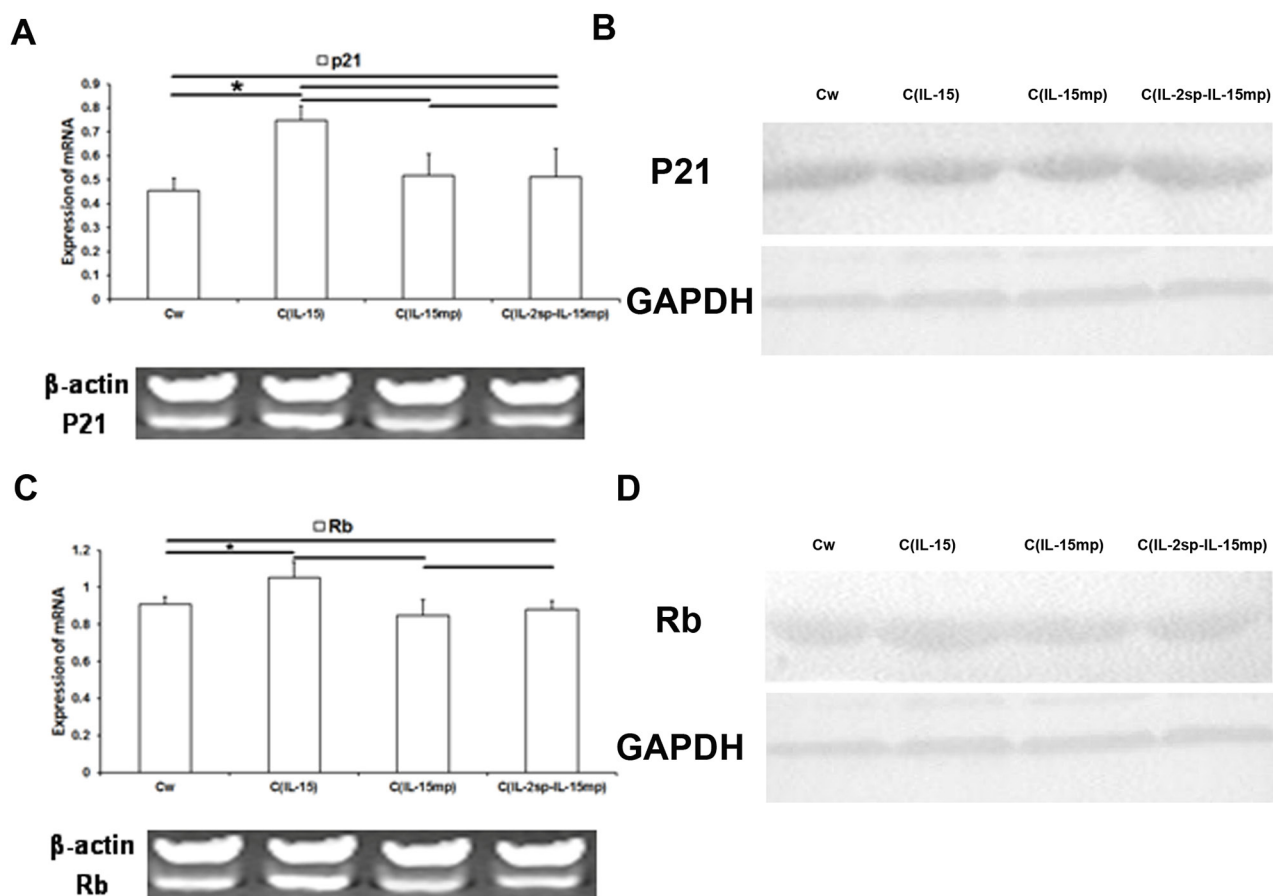 A
p21
*
Expression of mRNA
0.9
0.8
0.7
0.6
0.5
0.4
0.3
0.2
0.1
0
Cw C(IL-15) C(IL-15mp) C(IL-2sp-IL-15mp)
β-actin
P21
B
Cw C(IL-15) C(IL-15mp) C(IL-2sp-IL-15mp)
P21
GAPDH
C
Rb
*
Expression of mRNA
1.2
1
0.8
0.6
0.4
0.2
0
Cw C(IL-15) C(IL-15mp) C(IL-2sp-IL-15mp)
β-actin
Rb
D
Cw C(IL-15) C(IL-15mp) C(IL-2sp-IL-15mp)
Rb
GAPDH